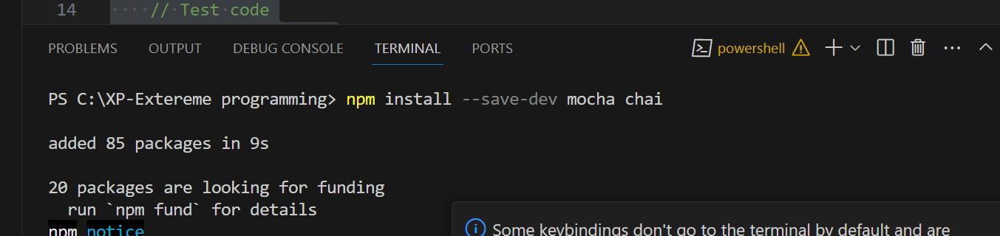 14 // Test code
PROBLEMS OUTPUT DEBUG CONSOLE TERMINAL PORTS powershell
PS C:\XP-Extereme programming> npm install --save-dev mocha chai
added 85 packages in 9s
20 packages are looking for funding
run `npm fund` for details
npm notice
Some keybindings don't go to the terminal by default and are